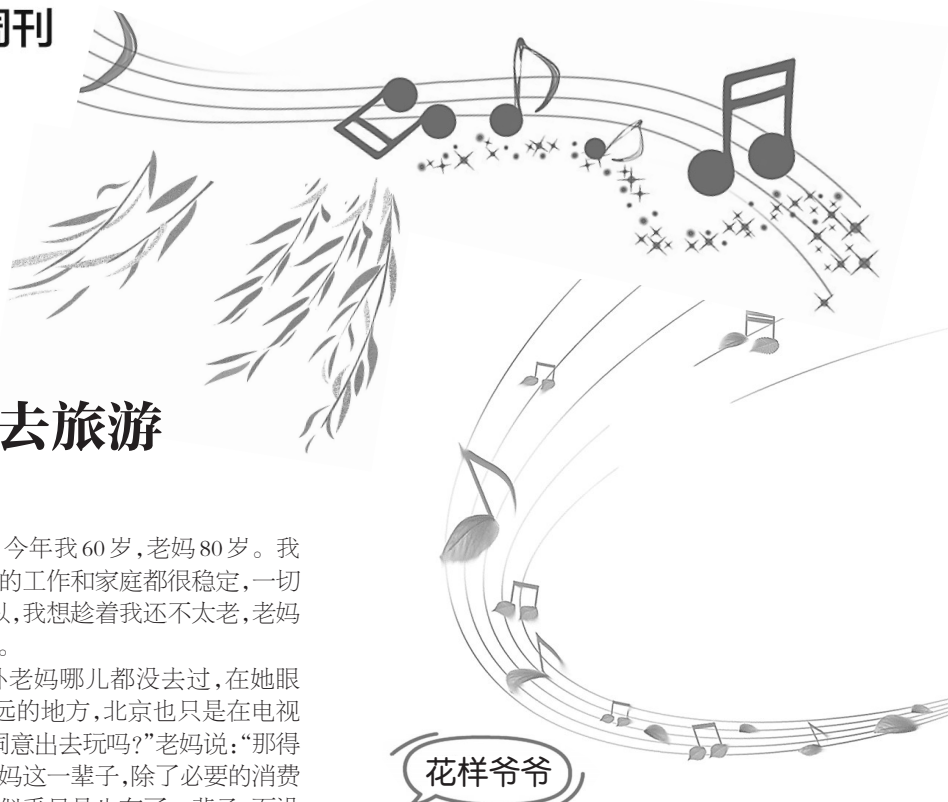 周刊
去旅游
今年我60岁，老妈80岁。我
的工作和家庭都很稳定，一切
，我想趁着我还不太老，老妈
。
老妈哪儿都没去过，在她眼
远的地方，北京也只是在电视
同意出去玩吗？”老妈说：“那得
妈这一辈子，除了必要的消费
花样爷爷